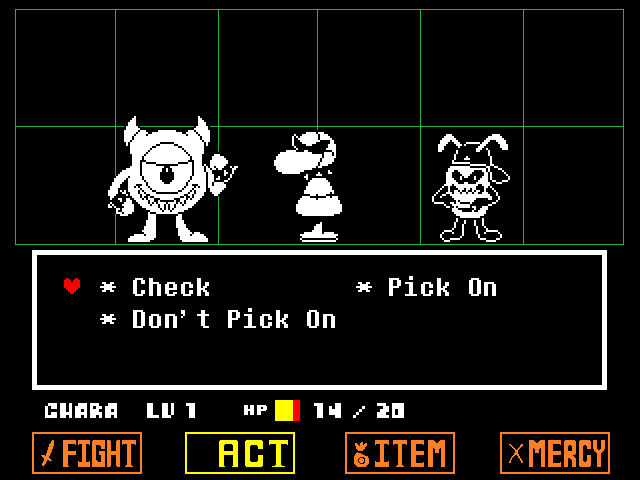 * Check * Pick On
* Don't Pick On
CHARA LV 1 HP 14 / 20
FIGHT ACT ITEM MERCY